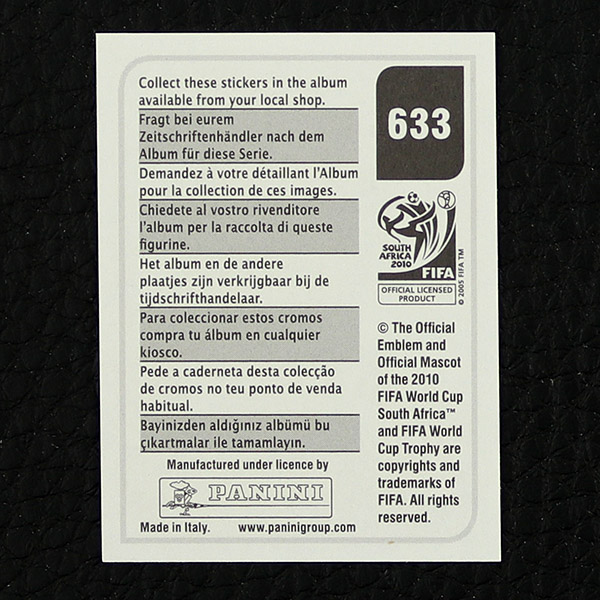 Collect these stickers in the album
available from your local shop.
Fragt bei eurem
Zeitschriftenhändler nach dem
Album für diese Serie.
Demandez à votre détaillant l'Album
pour la collection de ces images.
Chiedete al vostro rivenditore
l'album per la raccolta di queste
figurine.
Het album en de andere
plaatjes zijn verkrijgbaar bij de
tijdschrifthandelaar.
Para coleccionar estos cromos
compra tu álbum en cualquier
kiosco.
Pede a caderneta desta colecção
de cromos no teu ponto de venda
habitual.
Bayinizden aldığınız albümü bu
çıkartmalar ile tamamlayın.
Manufactured under licence by
PANINI
Made in Italy. www.paninigroup.com
633
SOUTH
AFRICA
2010
FIFA
OFFICIAL LICENSED
PRODUCT
© 2005 FIFA TM
© The Official
Emblem and
Official Mascot
of the 2010
FIFA World Cup
South Africa™
and FIFA World
Cup Trophy are
copyrights and
trademarks of
FIFA. All rights
reserved.